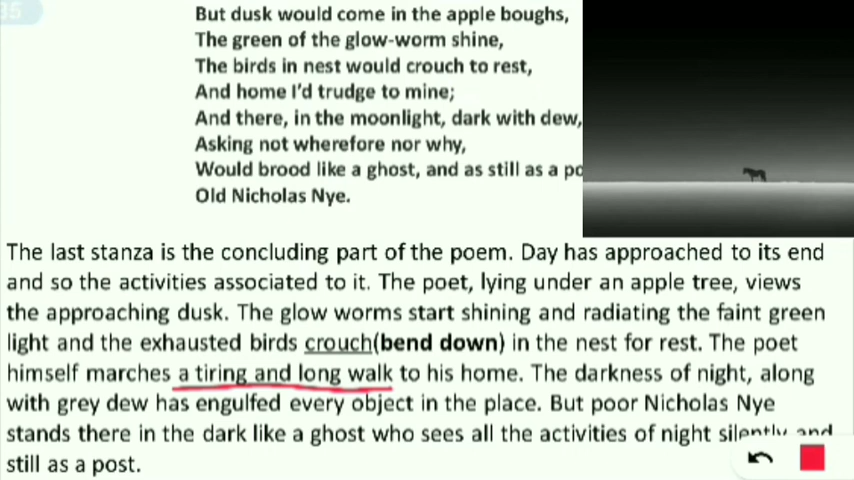 35
But dusk would come in the apple boughs,
The green of the glow-worm shine,
The birds in nest would crouch to rest,
And home I'd trudge to mine;
And there, in the moonlight, dark with dew,
Asking not wherefore nor why,
Would brood like a ghost, and as still as a po
Old Nicholas Nye.
The last stanza is the concluding part of the poem. Day has approached to its end
and so the activities associated to it. The poet, lying under an apple tree, views
the approaching dusk. The glow worms start shining and radiating the faint green
light and the exhausted birds crouch(bend down) in the nest for rest. The poet
himself marches a tiring and long walk to his home. The darkness of night, along
with grey dew has engulfed every object in the place. But poor Nicholas Nye
stands there in the dark like a ghost who sees all the activities of night silently and
still as a post.